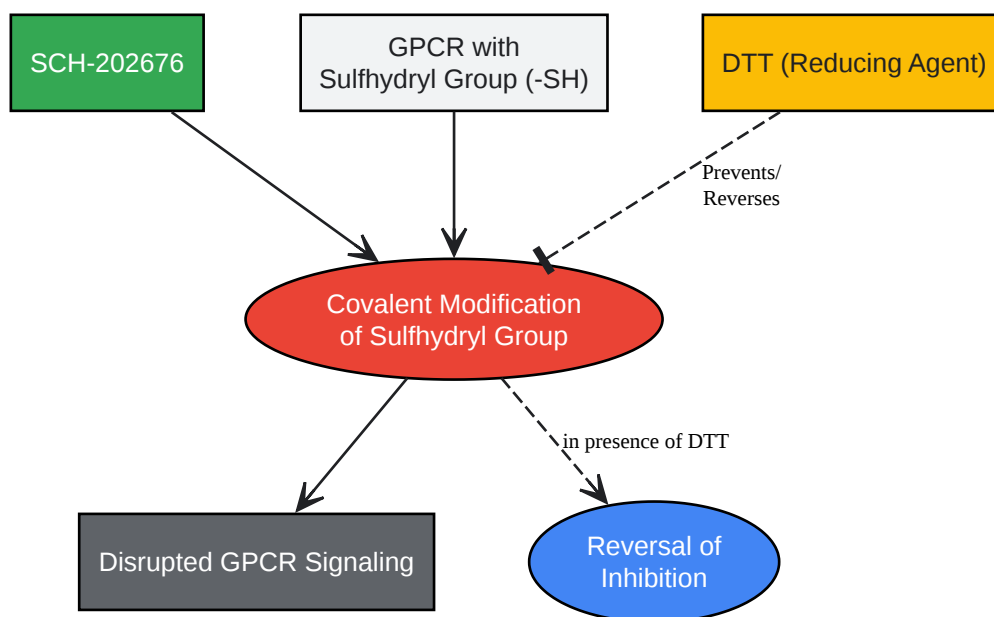 SCH-202676
GPCR with
Sulfhydryl Group (-SH)
DTT (Reducing Agent)
Prevents/
Reverses
Covalent Modification
of Sulfhydryl Group
in presence of DTT
Disrupted GPCR Signaling
Reversal of
Inhibition